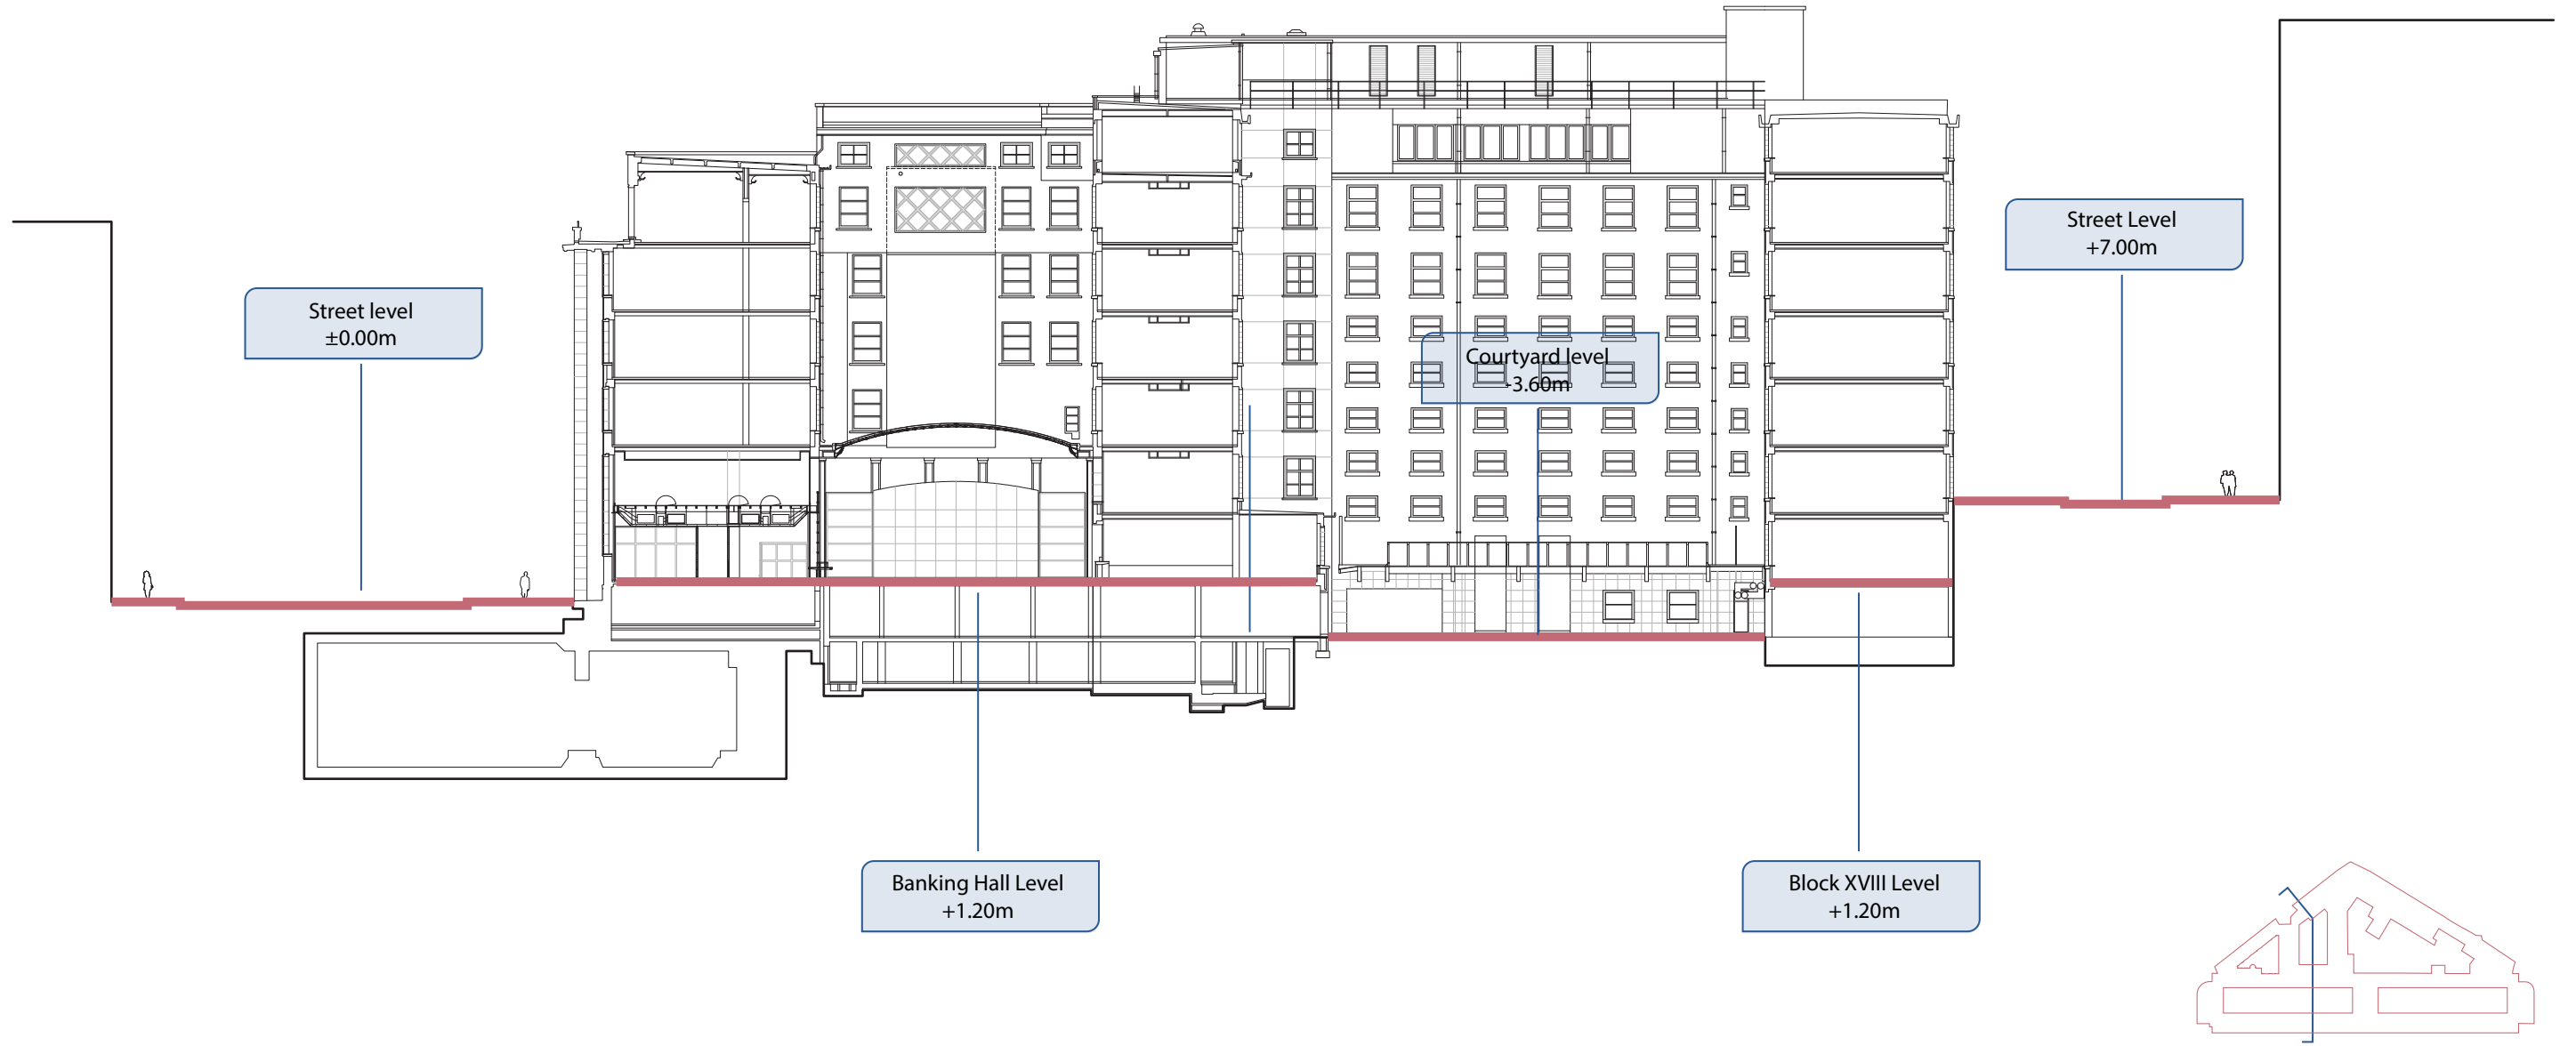 Street Level
+7.00m
Street level
±0.00m
Courtyard level
-3.60m
Banking Hall Level
+1.20m
Block XVIII Level
+1.20m